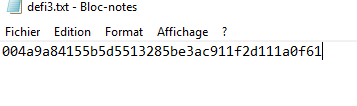 defi3.txt - Bloc-notes
Fichier Edition Format Affichage ?
004a9a84155b5d5513285be3ac911f2d111a0f61